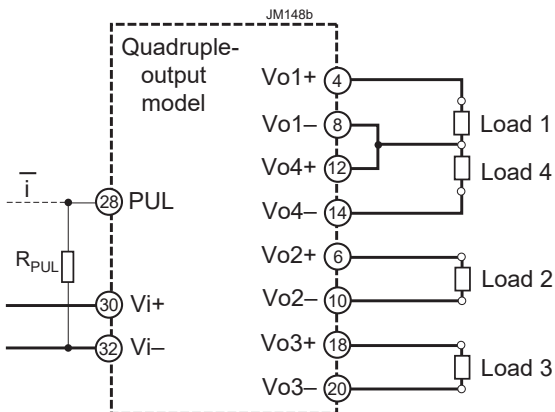 JM148b
Quadruple-
output
model
Vo1+ 4
Vo1– 8
Load 1
Vo4+ 12
Load 4
i
28 PUL
Vo4– 14
Vo2+ 6
RPUL
Load 2
30 Vi+
Vo2– 10
32 Vi–
Vo3+ 18
Load 3
Vo3– 20